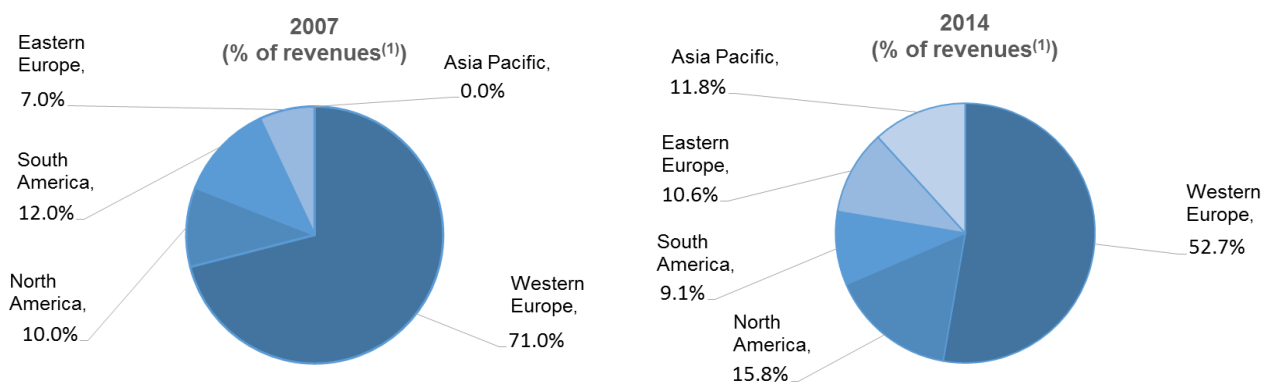 2007
(% of revenues(1))
Eastern
Europe,
7.0%
Asia Pacific,
0.0%
South
America,
12.0%
North
America,
10.0%
Western
Europe,
71.0%
2014
(% of revenues(1))
Asia Pacific,
11.8%
Eastern
Europe,
10.6%
Western
Europe,
52.7%
South
America,
9.1%
North
America,
15.8%